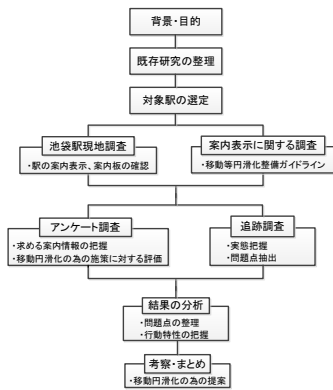 背景・目的
既存研究の整理
対象駅の選定
池袋駅現地調査
・駅の案内表示、案内板の確認
案内表示に関する調査
・移動等円滑化整備ガイドライン
アンケート調査
・求める案内情報の把握
・移動円滑化の為の施策に対する評価
追跡調査
・実態把握
・問題点抽出
結果の分析
・問題点の整理
・行動特性の把握
考察・まとめ
・移動円滑化の為の提案